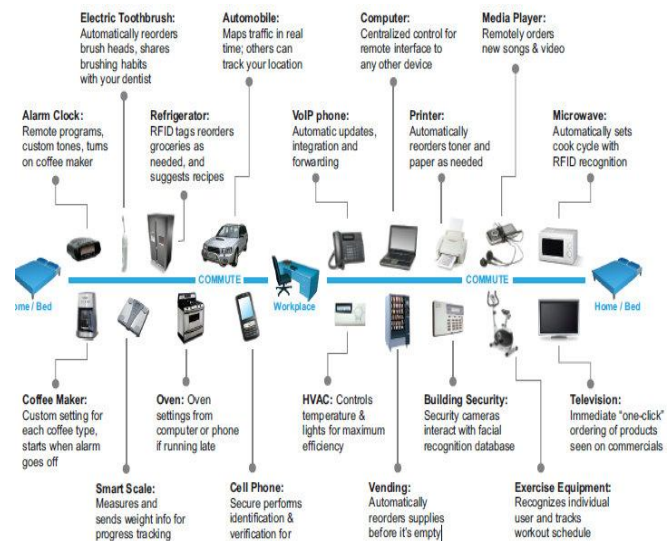 Electric Toothbrush:
Automatically reorders
brush heads, shares
brushing habits
with your dentist
Automobile:
Maps traffic in real
time; others can
track your location
Computer:
Centralized control for
remote interface to
any other device
Media Player:
Remotely orders
new songs & video
Alarm Clock:
Remote programs,
custom tones, turns
on coffee maker
Refrigerator:
RFID tags reorders
groceries as
needed, and
suggests recipes
VoIP phone:
Automatic updates,
integration and
forwarding
Printer:
Automatically
reorders toner and
paper as needed
Microwave:
Automatically sets
cook cycle with
RFID recognition
COMMUTE
COMMUTE
ome / Bed
Workplace
Home / Bed
Coffee Maker:
Custom setting for
each coffee type,
starts when alarm
goes off
Oven: Oven
settings from
computer or phone
if running late
HVAC: Controls
temperature &
lights for maximum
efficiency
Building Security:
Security cameras
interact with facial
recognition database
Television:
Immediate "one-click"
ordering of products
seen on commercials
Smart Scale:
Measures and
sends weight info for
progress tracking
Cell Phone:
Secure performs
identification &
verification for
Vending:
Automatically
reorders supplies
before it's empty
Exercise Equipment:
Recognizes individual
user and tracks
workout schedule